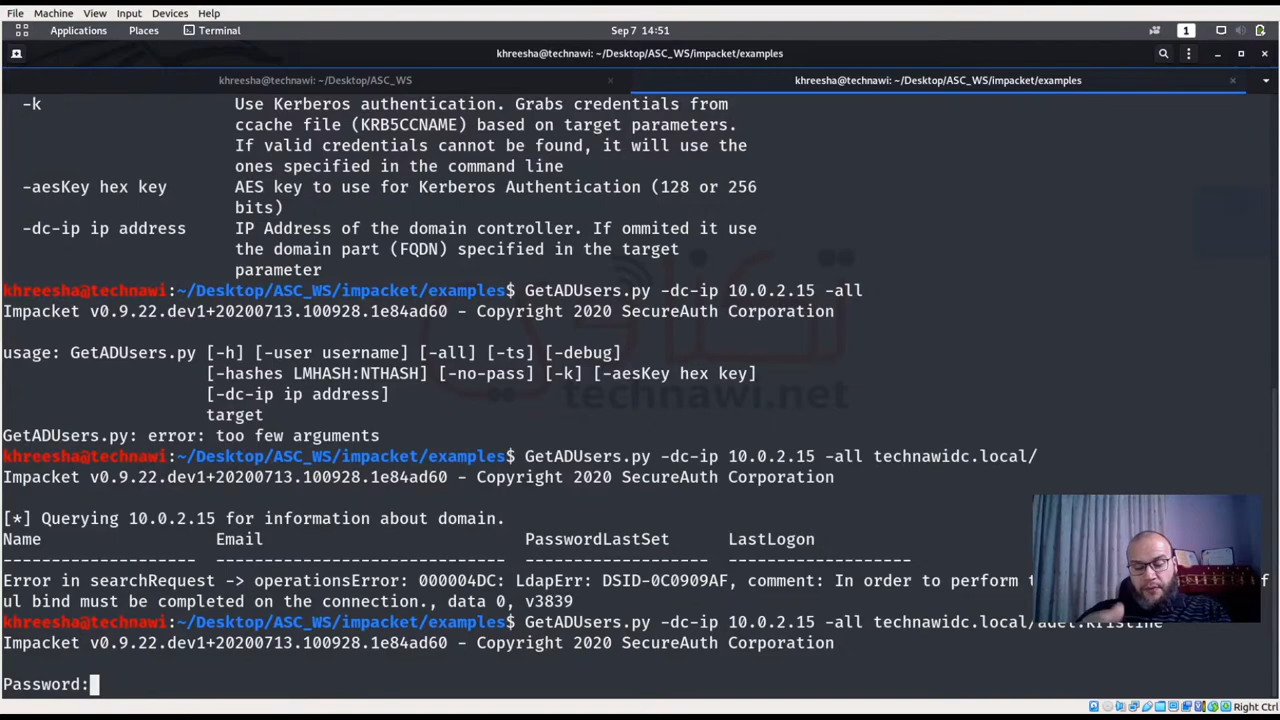 File Machine View Input Devices Help
Applications Places Terminal Sep 7 14:51 1
khreesha@technawi: ~/Desktop/ASC_WS/impacket/examples
khreesha@technawi: ~/Desktop/ASC_WS khreesha@technawi: ~/Desktop/ASC_WS/impacket/examples
-k Use Kerberos authentication. Grabs credentials from
ccache file (KRB5CCNAME) based on target parameters.
If valid credentials cannot be found, it will use the
ones specified in the command line
-aesKey hex key AES key to use for Kerberos Authentication (128 or 256
bits)
-dc-ip ip address IP Address of the domain controller. If ommited it use
the domain part (FQDN) specified in the target
parameter
khreesha@technawi:~/Desktop/ASC_WS/impacket/examples$ GetADUsers.py -dc-ip 10.0.2.15 -all
Impacket v0.9.22.dev1+20200713.100928.1e84ad60 - Copyright 2020 SecureAuth Corporation
usage: GetADUsers.py [-h] [-user username] [-all] [-ts] [-debug]
[-hashes LMHASH:NTHASH] [-no-pass] [-k] [-aesKey hex key]
[-dc-ip ip address]
target
technawi.net
GetADUsers.py: error: too few arguments
khreesha@technawi:~/Desktop/ASC_WS/impacket/examples$ GetADUsers.py -dc-ip 10.0.2.15 -all technawidc.local/
Impacket v0.9.22.dev1+20200713.100928.1e84ad60 - Copyright 2020 SecureAuth Corporation
[*] Querying 10.0.2.15 for information about domain.
Name Email PasswordLastSet LastLogon
-------------------- ------------------------------ ------------------- -------------------
Error in searchRequest -> operationsError: 000004DC: LdapErr: DSID-0C0909AF, comment: In order to perform
ul bind must be completed on the connection., data 0, v3839
khreesha@technawi:~/Desktop/ASC_WS/impacket/examples$ GetADUsers.py -dc-ip 10.0.2.15 -all technawidc.local/adel.kristine
Impacket v0.9.22.dev1+20200713.100928.1e84ad60 - Copyright 2020 SecureAuth Corporation
Password:
Right Ctrl